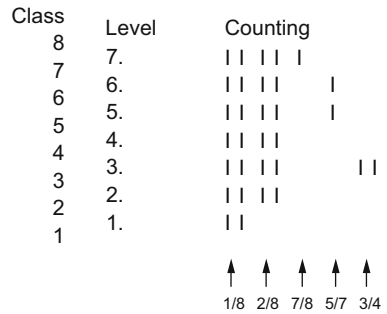 Class Level Counting
8
7. I I I I I
7
6. I I I I I
6
5. I I I I I
5
4. I I I I
4
3. I I I I I I
3
2. I I I I
2
1. I I
1
1/8 2/8 7/8 5/7 3/4